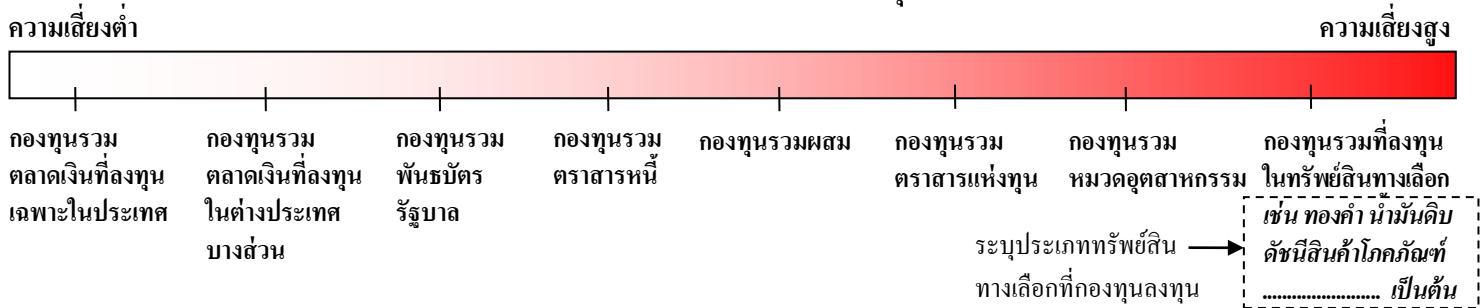 ความเสี่ยงต่ำ
ความเสี่ยงสูง
กองทุนรวม
ตลาดเงินที่ลงทุน
เฉพาะในประเทศ
กองทุนรวม
ตลาดเงินที่ลงทุน
ในต่างประเทศ
บางส่วน
กองทุนรวม
พันธบัตร
รัฐบาล
กองทุนรวม
ตราสารหนี้
กองทุนรวมผสม
กองทุนรวม
ตราสารแห่งทุน
กองทุนรวม
หมวดอุตสาหกรรม
กองทุนรวมที่ลงทุน
ในทรัพย์สินทางเลือก
เช่น ทองคำ น้ำมันดิบ
ดัชนีสินค้าโภคภัณฑ์
........................ เป็นต้น
ระบุประเภททรัพย์สิน
ทางเลือกที่กองทุนลงทุน